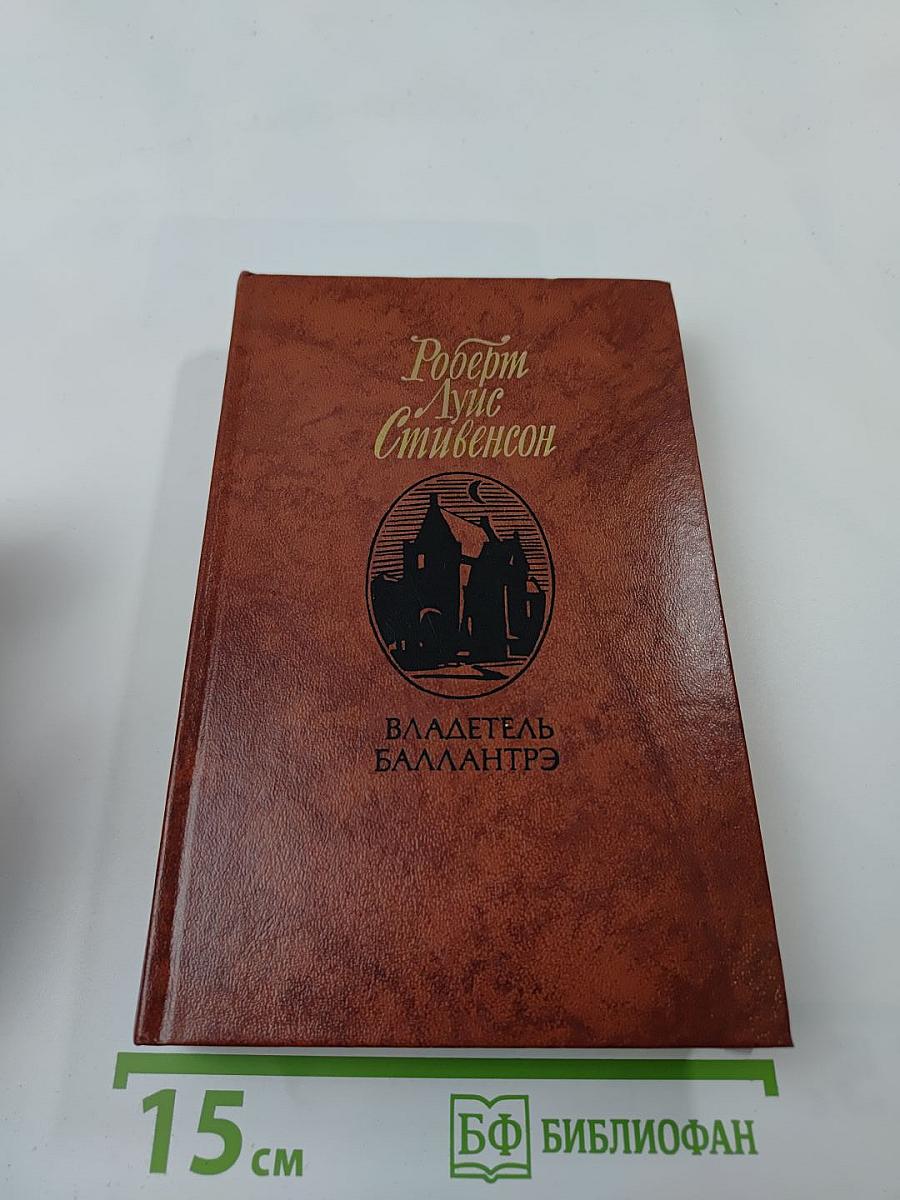 Роберт
Луис
Стивенсон
ВЛАДЕТЕЛЬ
БАЛЛАНТРЭ
15 см
БФ БИБЛИОФАН